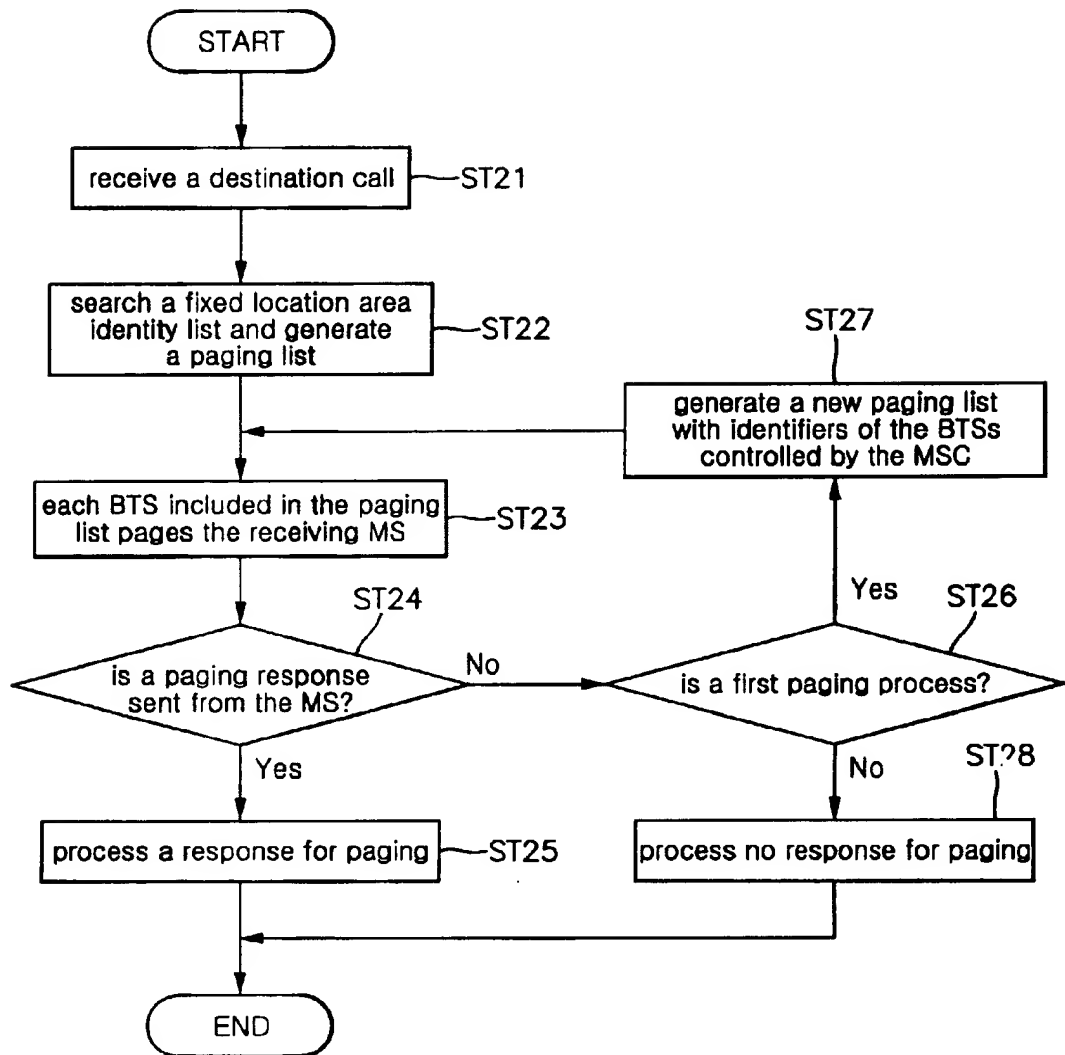 START
receive a destination call
ST21
search a fixed location area
identity list and generate
a paging list
ST22
ST27
generate a new paging list
with identifiers of the BTSs
controlled by the MSC
each BTS included in the paging
list pages the receiving MS
ST23
ST24
is a paging response
sent from the MS?
No
Yes
ST26
is a first paging process?
Yes
No
process a response for paging
ST25
ST28
process no response for paging
END